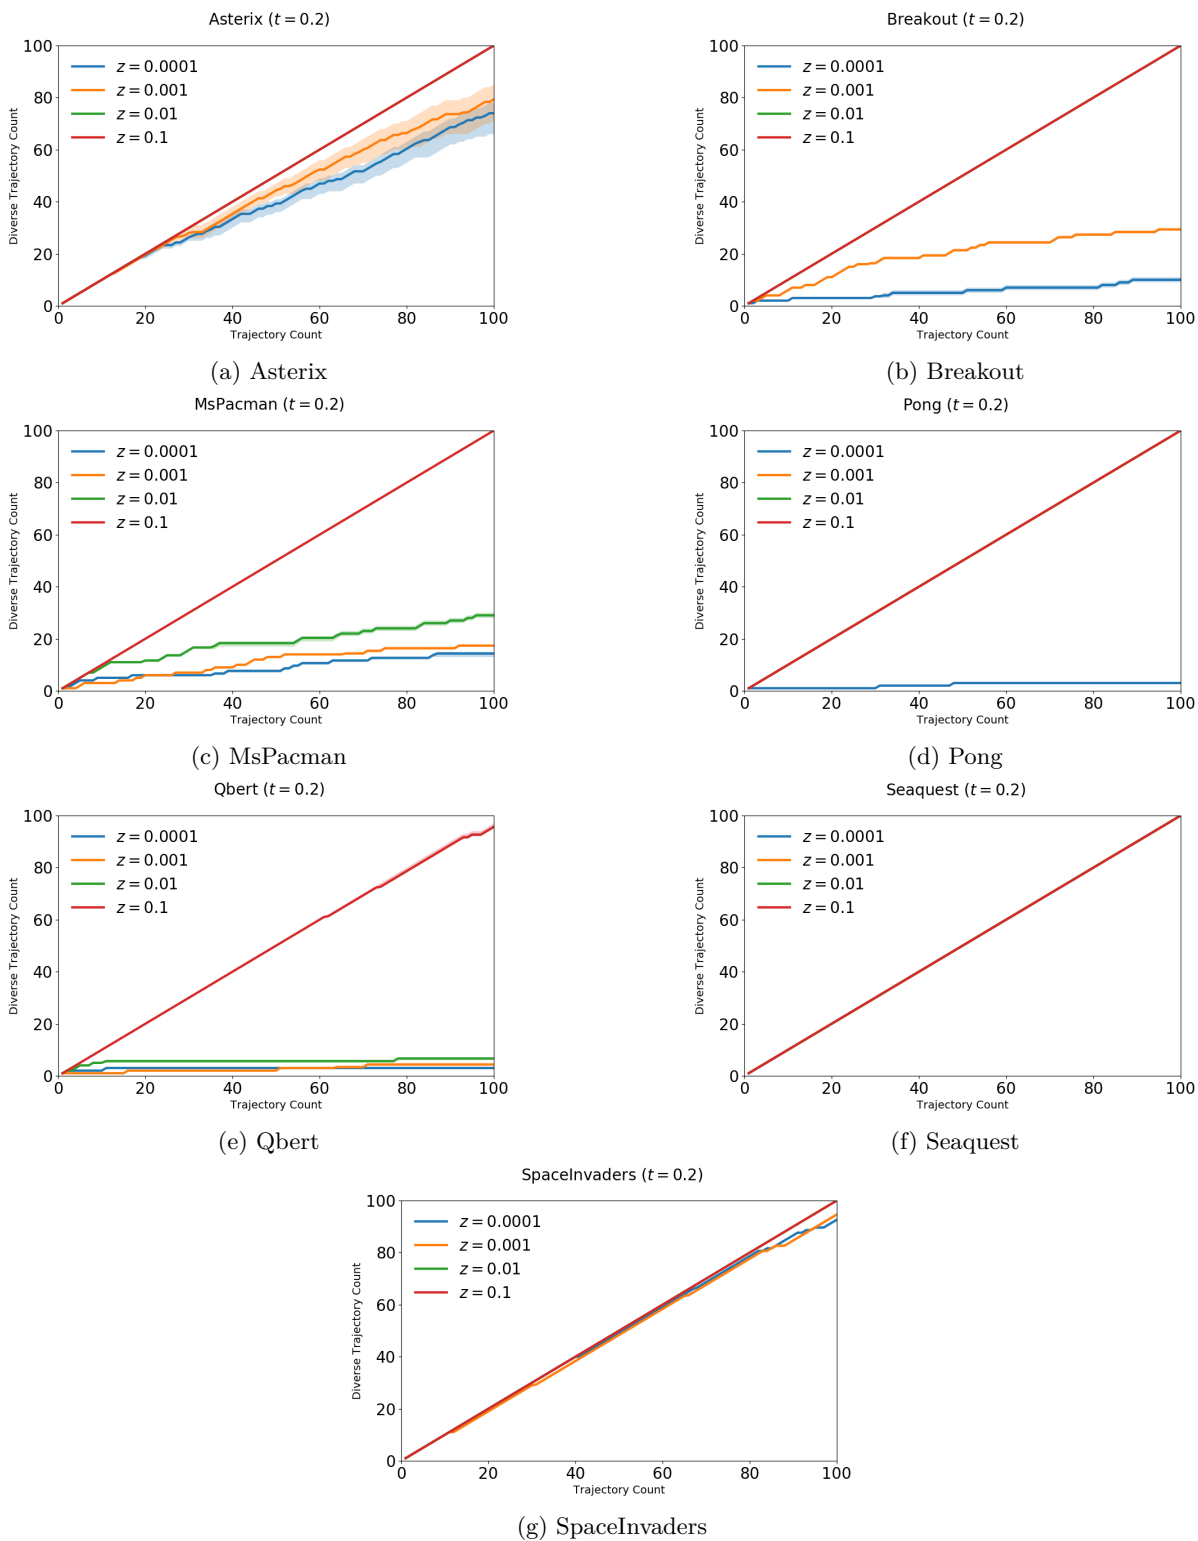 Asterix (t = 0.2)
100
80
60
40
20
0
Diverse Trajectory Count
z = 0.0001
z = 0.001
z = 0.01
z = 0.1
0 20 40 60 80 100
Trajectory Count
(a) Asterix
Breakout (t = 0.2)
100
80
60
40
20
0
Diverse Trajectory Count
z = 0.0001
z = 0.001
z = 0.01
z = 0.1
0 20 40 60 80 100
Trajectory Count
(b) Breakout
MsPacman (t = 0.2)
100
80
60
40
20
0
Diverse Trajectory Count
z = 0.0001
z = 0.001
z = 0.01
z = 0.1
0 20 40 60 80 100
Trajectory Count
(c) MsPacman
Pong (t = 0.2)
100
80
60
40
20
0
Diverse Trajectory Count
z = 0.0001
z = 0.001
z = 0.01
z = 0.1
0 20 40 60 80 100
Trajectory Count
(d) Pong
Qbert (t = 0.2)
100
80
60
40
20
0
Diverse Trajectory Count
z = 0.0001
z = 0.001
z = 0.01
z = 0.1
0 20 40 60 80 100
Trajectory Count
(e) Qbert
Seaquest (t = 0.2)
100
80
60
40
20
0
Diverse Trajectory Count
z = 0.0001
z = 0.001
z = 0.01
z = 0.1
0 20 40 60 80 100
Trajectory Count
(f) Seaquest
SpaceInvaders (t = 0.2)
100
80
60
40
20
0
Diverse Trajectory Count
z = 0.0001
z = 0.001
z = 0.01
z = 0.1
0 20 40 60 80 100
Trajectory Count
(g) SpaceInvaders